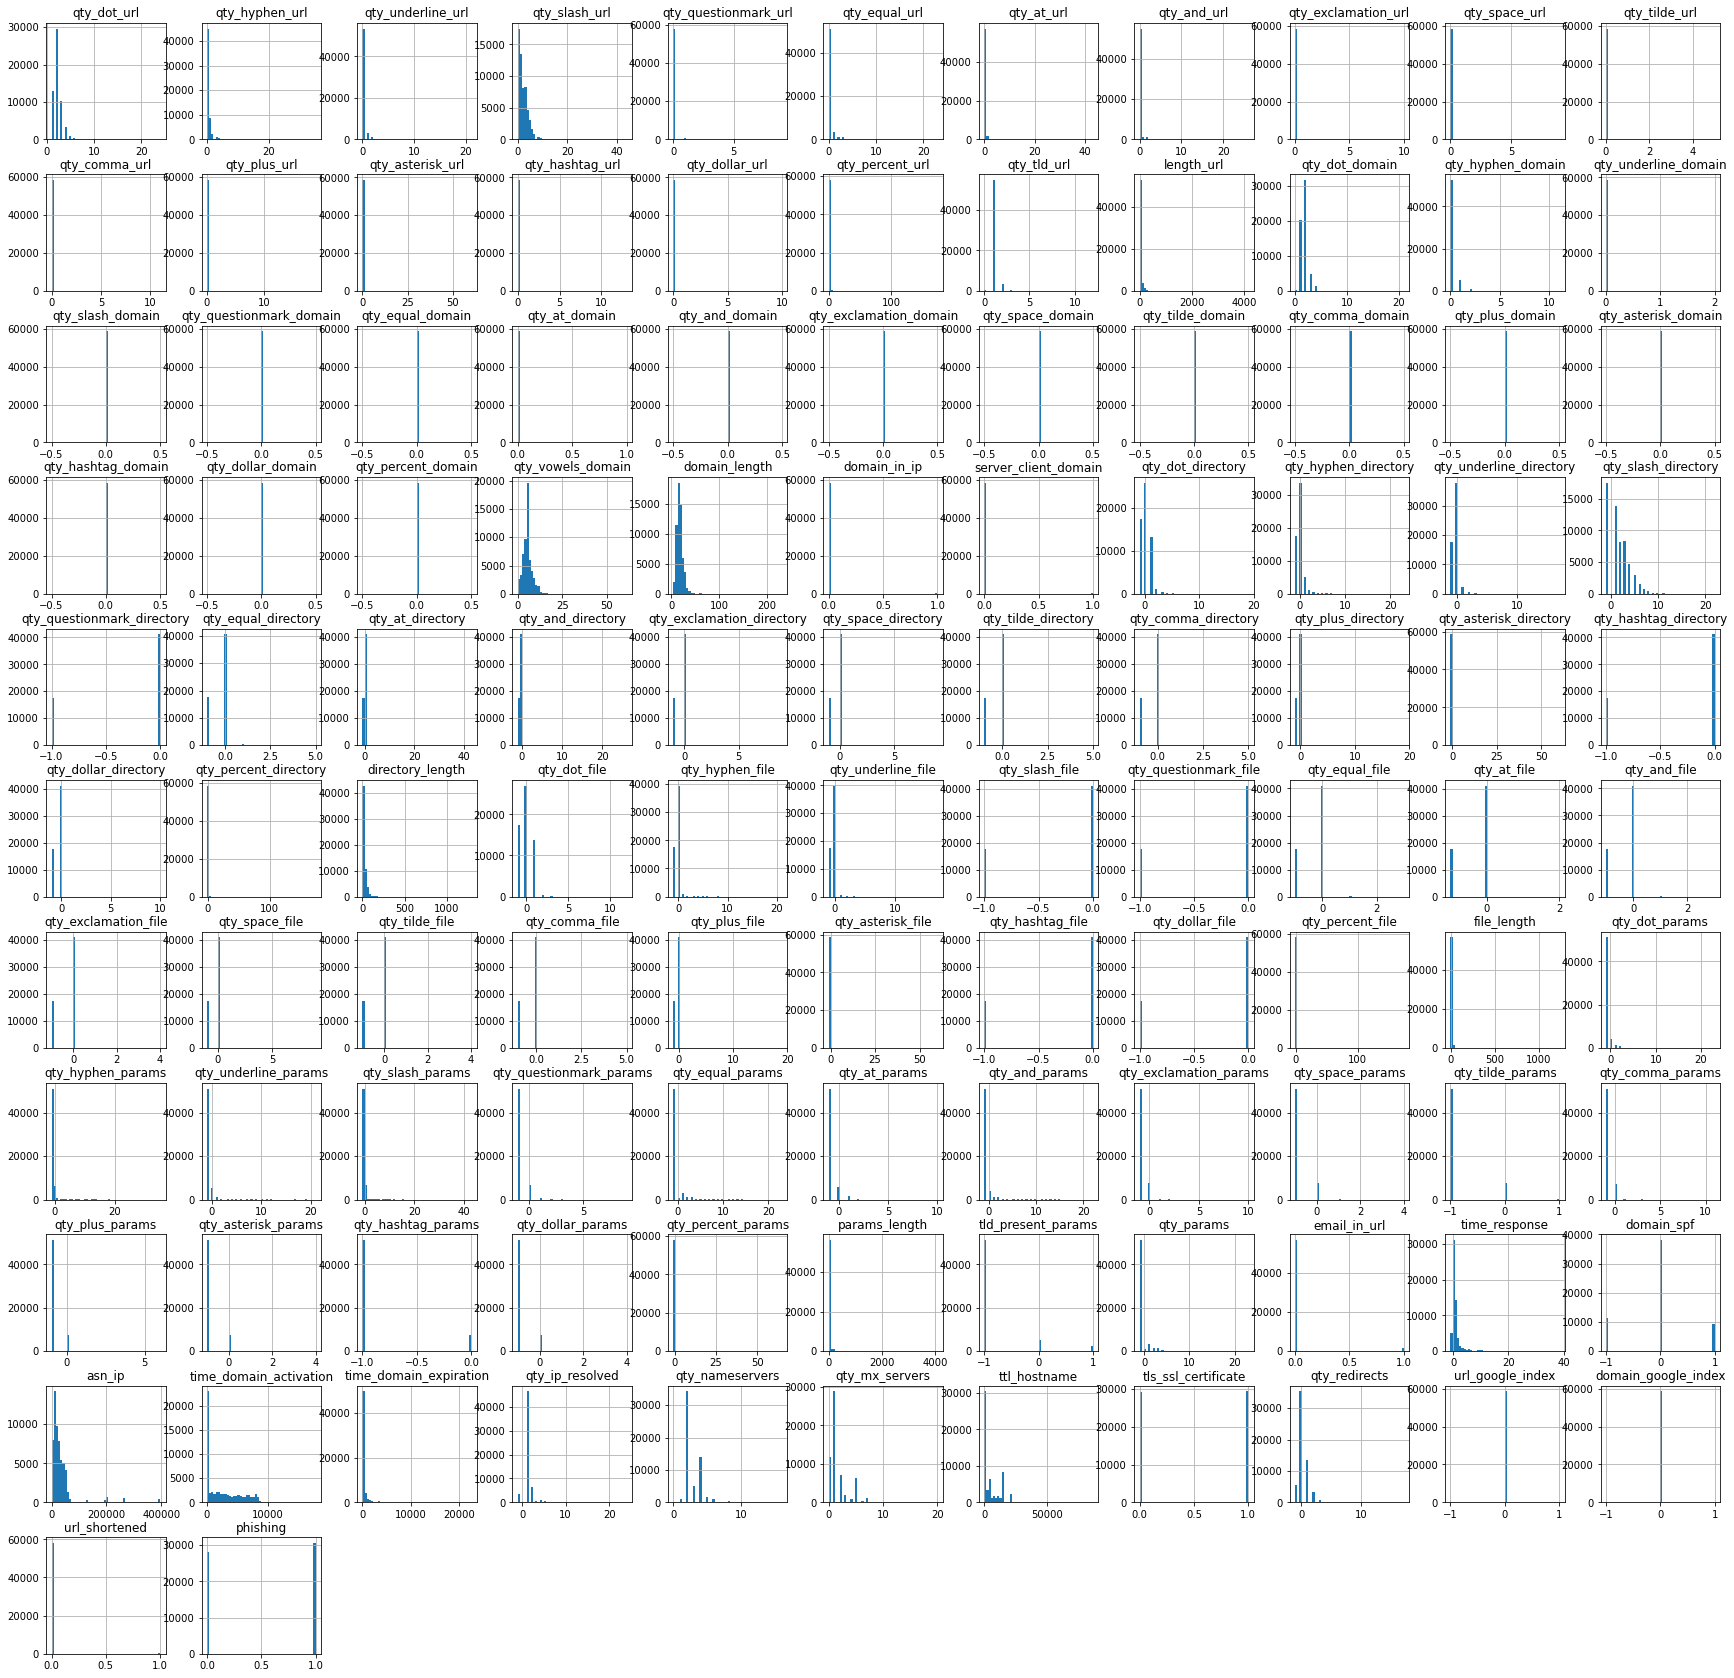 qty_dot_url qty_hyphen_url qty_underline_url qty_slash_url qty_questionmark_url qty_equal_url qty_at_url qty_and_url qty_exclamation_url qty_space_url qty_tilde_url
30000 20000 10000 0 40000 30000 20000 10000 0 40000 20000 0 15000 10000 5000 0 60000 40000 20000 0 50000 40000 30000 20000 10000 0 40000 20000 0 40000 20000 0 60000 40000 20000 0 60000 40000 20000 0 60000 40000 20000 0
0 10 20 0 20 0 10 20 0 20 40 0 5 0 10 20 0 20 40 0 10 20 0 5 10 0 5 0 2 4
qty_comma_url qty_plus_url qty_asterisk_url qty_hashtag_url qty_dollar_url qty_percent_url qty_tld_url length_url qty_dot_domain qty_hyphen_domain qty_underline_domain
60000 40000 20000 0 60000 40000 20000 0 60000 40000 20000 0 60000 40000 20000 0 60000 40000 20000 0 60000 40000 20000 0 40000 20000 0 40000 20000 0 30000 20000 10000 0 40000 20000 0 60000 40000 20000 0
0 5 10 0 10 0 25 50 0 10 0 5 10 0 100 0 5 10 0 2000 4000 0 10 20 0 5 10 0 1 2
qty_slash_domain qty_questionmark_domain qty_equal_domain qty_at_domain qty_and_domain qty_exclamation_domain qty_space_domain qty_tilde_domain qty_comma_domain qty_plus_domain qty_asterisk_domain
60000 40000 20000 0 60000 40000 20000 0 60000 40000 20000 0 60000 40000 20000 0 60000 40000 20000 0 60000 40000 20000 0 60000 40000 20000 0 60000 40000 20000 0 60000 40000 20000 0 60000 40000 20000 0 60000 40000 20000 0
−0.5 0.0 0.5 −0.5 0.0 0.5 −0.5 0.0 0.5 0.0 0.5 1.0 −0.5 0.0 0.5 −0.5 0.0 0.5 −0.5 0.0 0.5 −0.5 0.0 0.5 −0.5 0.0 0.5 −0.5 0.0 0.5 −0.5 0.0 0.5
qty_hashtag_domain qty_dollar_domain qty_percent_domain qty_vowels_domain domain_length domain_in_ip server_client_domain qty_dot_directory qty_hyphen_directory qty_underline_directory qty_slash_directory
60000 40000 20000 0 60000 40000 20000 0 60000 40000 20000 0 20000 15000 10000 5000 0 15000 10000 5000 0 60000 40000 20000 0 60000 40000 20000 0 20000 10000 0 30000 20000 10000 0 30000 20000 10000 0 15000 10000 5000 0
−0.5 0.0 0.5 −0.5 0.0 0.5 −0.5 0.0 0.5 0 25 50 0 100 200 0.0 0.5 1.0 0.0 0.5 1.0 0 10 20 0 10 20 0 10 0 10 20
qty_questionmark_directory qty_equal_directory qty_at_directory qty_and_directory qty_exclamation_directory qty_space_directory qty_tilde_directory qty_comma_directory qty_plus_directory qty_asterisk_directory qty_hashtag_directory
40000 30000 20000 10000 0 40000 30000 20000 10000 0 40000 30000 20000 10000 0 40000 30000 20000 10000 0 40000 30000 20000 10000 0 40000 30000 20000 10000 0 40000 30000 20000 10000 0 40000 30000 20000 10000 0 40000 30000 20000 10000 0 60000 40000 20000 0 40000 30000 20000 10000 0
−1.0 −0.5 0.0 0.0 2.5 5.0 0 20 40 0 10 20 0 5 0 5 0.0 2.5 5.0 0.0 2.5 5.0 0 10 20 0 25 50 −1.0 −0.5 0.0
qty_dollar_directory qty_percent_directory directory_length qty_dot_file qty_hyphen_file qty_underline_file qty_slash_file qty_questionmark_file qty_equal_file qty_at_file qty_and_file
40000 30000 20000 10000 0 60000 40000 20000 0 40000 30000 20000 10000 0 20000 10000 0 40000 30000 20000 10000 0 40000 30000 20000 10000 0 40000 30000 20000 10000 0 40000 30000 20000 10000 0 40000 30000 20000 10000 0 40000 30000 20000 10000 0 40000 30000 20000 10000 0
0 5 10 0 100 0 500 1000 0 5 10 0 10 20 0 10 −1.0 −0.5 0.0 −1.0 −0.5 0.0 0 2 0 2 0 2
qty_exclamation_file qty_space_file qty_tilde_file qty_comma_file qty_plus_file qty_asterisk_file qty_hashtag_file qty_dollar_file qty_percent_file file_length qty_dot_params
40000 30000 20000 10000 0 40000 30000 20000 10000 0 40000 30000 20000 10000 0 40000 30000 20000 10000 0 40000 30000 20000 10000 0 60000 40000 20000 0 40000 30000 20000 10000 0 40000 30000 20000 10000 0 60000 40000 20000 0 40000 20000 0 40000 20000 0
0 2 4 0 5 0 2 4 0.0 2.5 5.0 0 10 20 0 25 50 −1.0 −0.5 0.0 −1.0 −0.5 0.0 0 100 0 500 1000 0 10 20
qty_hyphen_params qty_underline_params qty_slash_params qty_questionmark_params qty_equal_params qty_at_params qty_and_params qty_exclamation_params qty_space_params qty_tilde_params qty_comma_params
40000 20000 0 40000 20000 0 40000 20000 0 40000 20000 0 40000 20000 0 40000 20000 0 40000 20000 0 40000 20000 0 40000 20000 0 40000 20000 0 40000 20000 0
0 20 0 10 20 0 20 40 0 5 0 10 20 0 5 10 0 10 20 0 5 10 0 2 4 −1 0 1 0 5 10
qty_plus_params qty_asterisk_params qty_hashtag_params qty_dollar_params qty_percent_params params_length tld_present_params qty_params email_in_url time_response domain_spf
40000 20000 0 40000 20000 0 40000 20000 0 40000 20000 0 60000 40000 20000 0 40000 20000 0 40000 20000 0 40000 20000 0 40000 20000 0 30000 20000 10000 0 40000 30000 20000 10000 0
0 5 0 2 4 −1.0 −0.5 0.0 0 2 4 0 25 50 0 2000 4000 −1 0 1 0 10 20 0.0 0.5 1.0 0 20 40 −1 0 1
asn_ip time_domain_activation time_domain_expiration qty_ip_resolved qty_nameservers qty_mx_servers ttl_hostname tls_ssl_certificate qty_redirects url_google_index domain_google_index
10000 5000 0 20000 15000 10000 5000 0 40000 20000 0 40000 30000 20000 10000 0 30000 20000 10000 0 30000 20000 10000 0 30000 20000 10000 0 30000 20000 10000 0 30000 20000 10000 0 60000 40000 20000 0 60000 40000 20000 0
0 200000 400000 0 10000 0 10000 20000 0 10 20 0 10 0 10 20 0 50000 0.0 0.5 1.0 0 10 −1 0 1 −1 0 1
url_shortened phishing
60000 40000 20000 0 30000 20000 10000 0
0.0 0.5 1.0 0.0 0.5 1.0